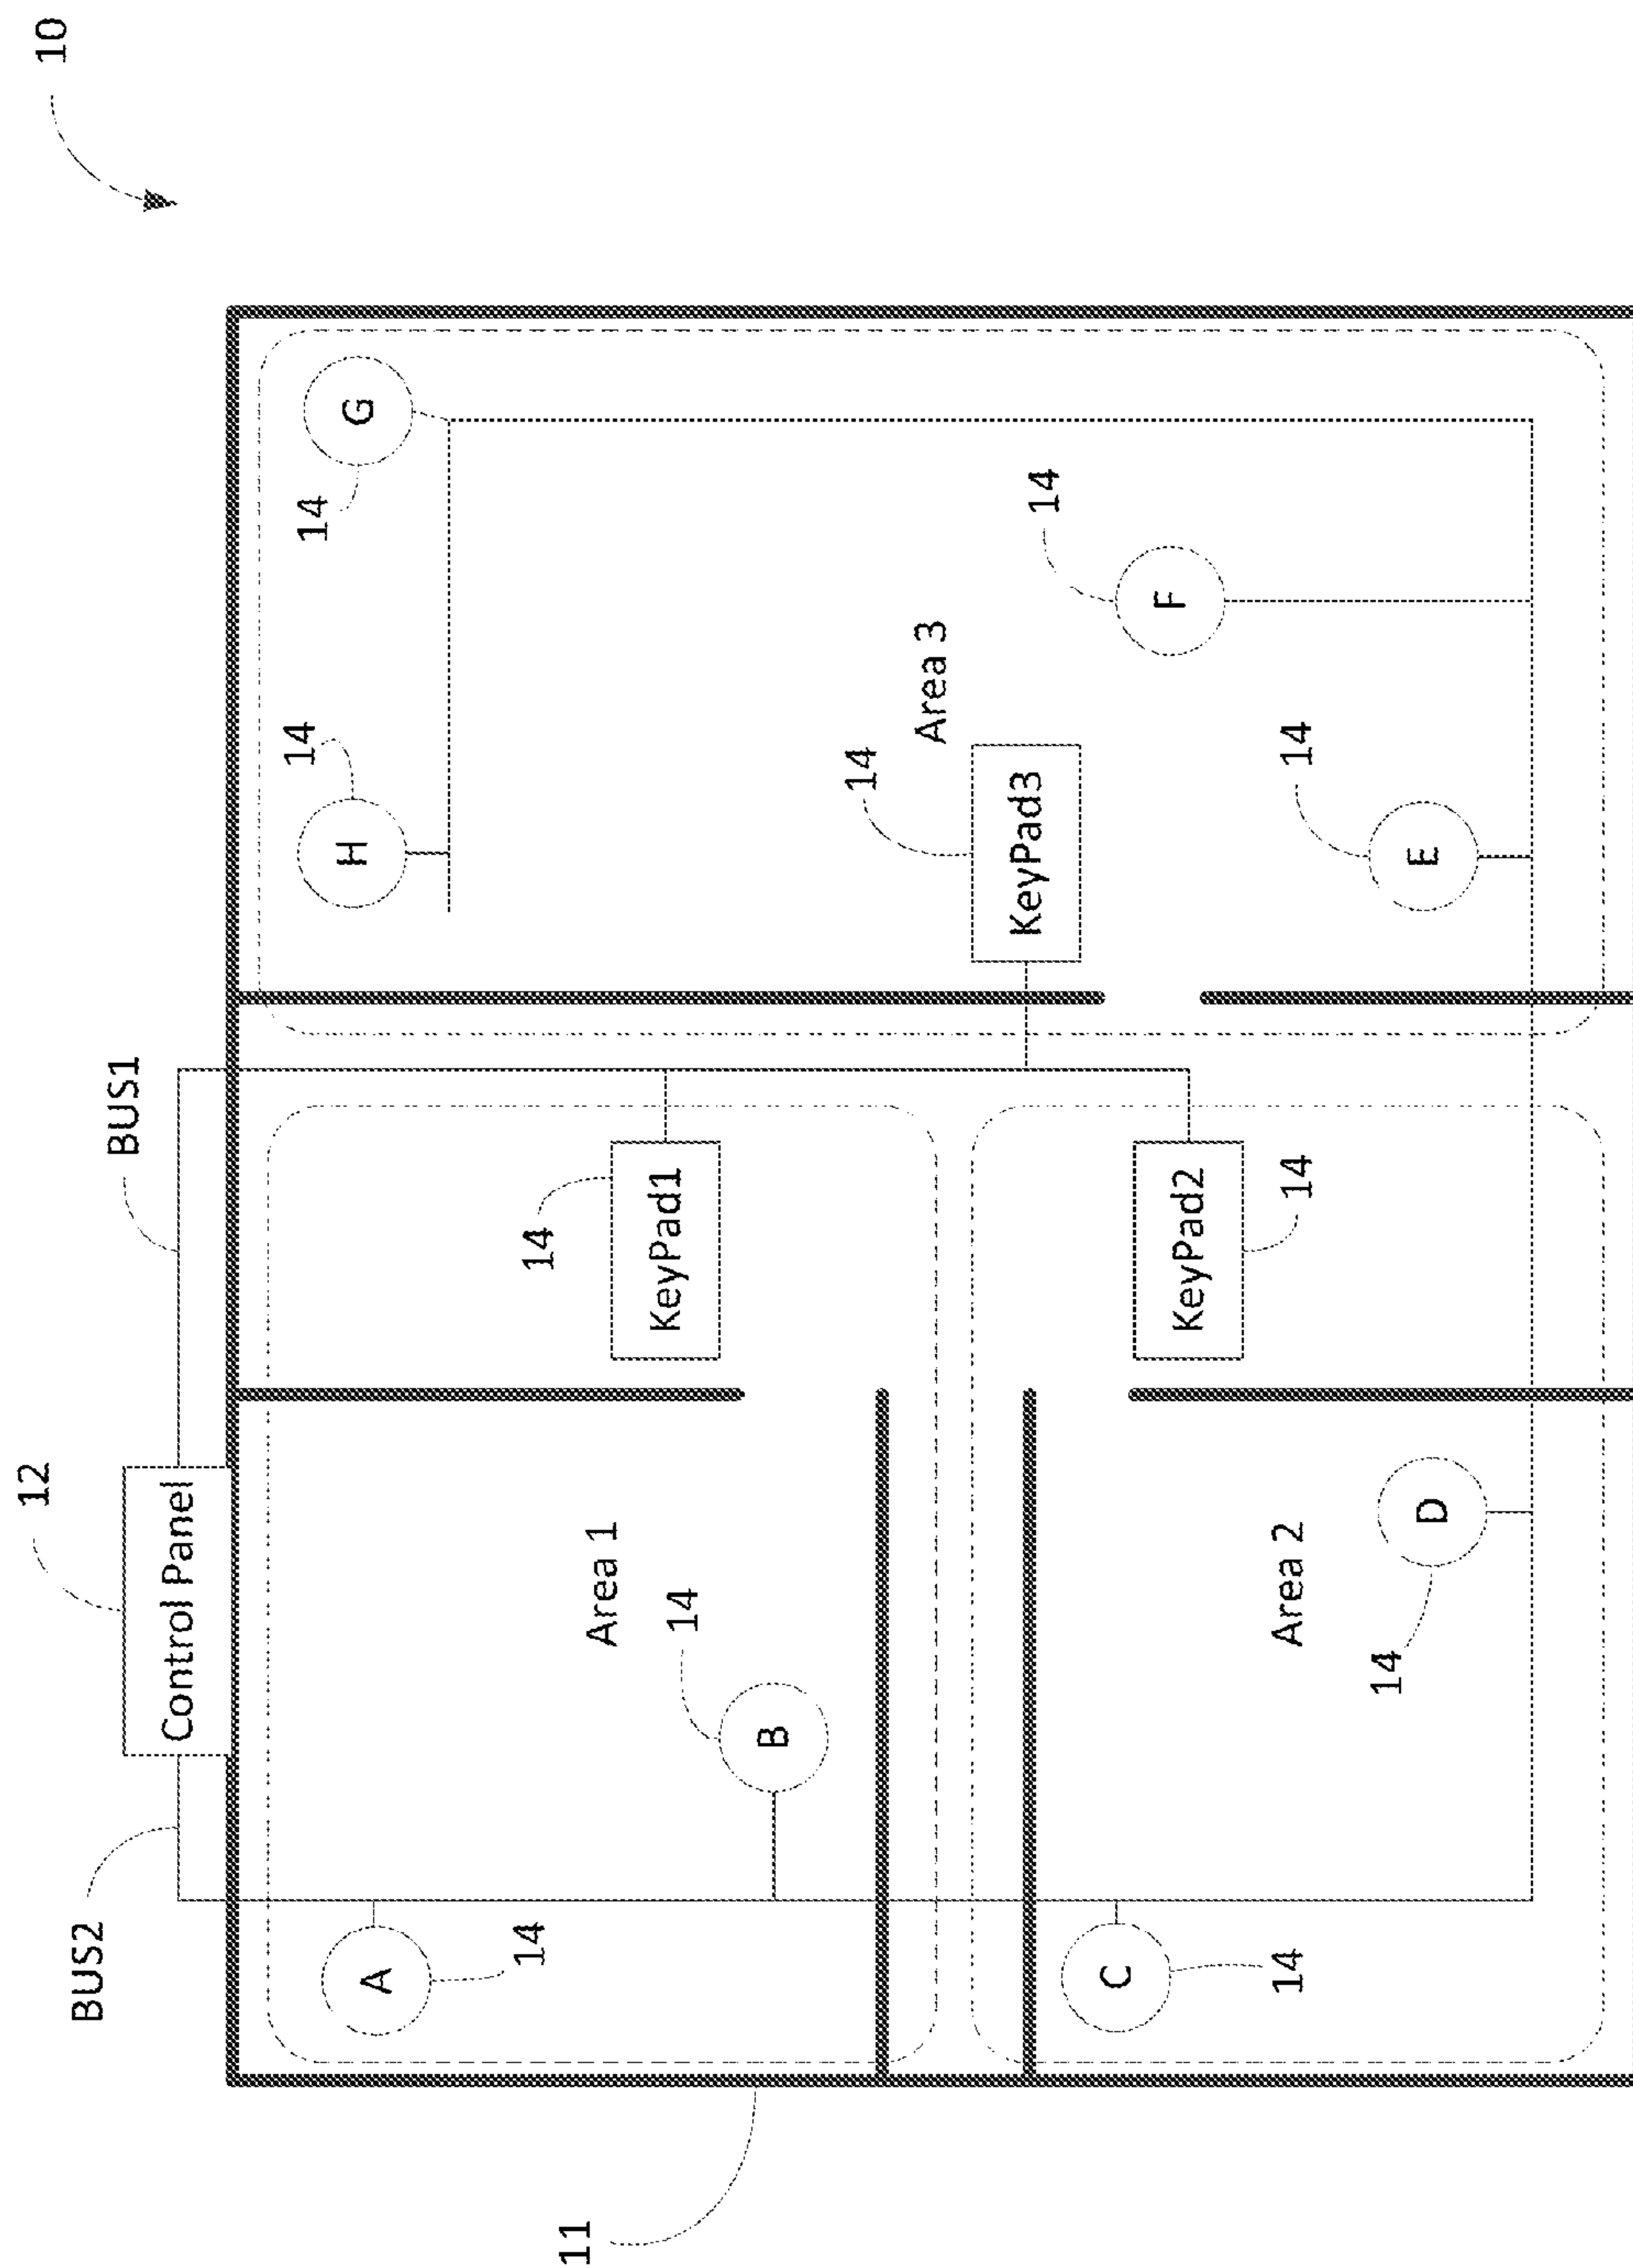 10
12
BUS2
BUS1
Control Panel
14
14
H
G
A
14
14
11
Area 1
KeyPad1
14
B
14
Area 3
KeyPad3
14
C
F
KeyPad2
14
Area 2
14
14
14
D
E